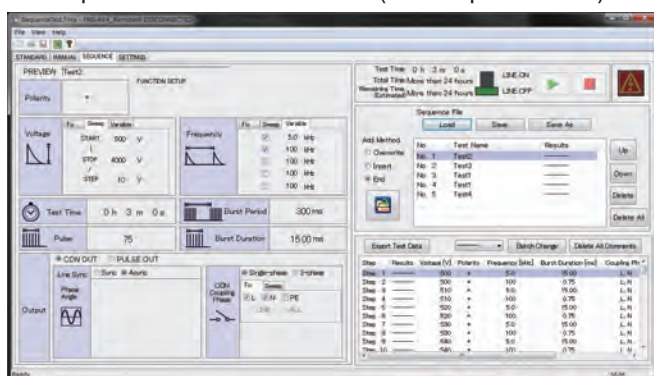 File View Help
STANDARD MANUAL SEQUENCE SETTINGS
PREVIEW [Test2]
FUNCTION SETUP
Polarity
+
Voltage
Fix Sweep Variable
START 500 V
STOP 4000 V
STEP 10 V
Frequency
Fix Sweep Variable
5.0 kHz
100 kHz
100 kHz
100 kHz
100 kHz
Test Time 0 h 3 m 0 s
Burst Period 300 ms
Pulse 75
Burst Duration 15.00 ms
Output
CDN OUT PULSE OUT
Line Sync Sync Async
Phase Angle
CDN Coupling Phase
Single-phase 3-phase
Fix Sweep
L N PE
LINE ALL
Test Time 0 h 3 m 0 s
Total Time More than 24 hours
Remaining Time (Estimated) More than 24 hours
LINE ON
LINE OFF
Sequence File
Load Save Save As
Add Method
Overwrite
Insert
End
No. Test Name Results
No. 1 Test2
No. 2 Test3
No. 3 Test1
No. 4 Test1
No. 5 Test4
Up
Down
Delete
Delete All
Export Test Data
Batch Change
Delete All Comments
Step Results Voltage [V] Polarity Frequency [kHz] Burst Duration [ms] Coupling Ph
Step 1 500 + 5.0 15.00 L, N
Step 2 500 + 100 0.75 L, N
Step 3 510 + 5.0 15.00 L, N
Step 4 510 + 100 0.75 L, N
Step 5 520 + 5.0 15.00 L, N
Step 6 520 + 100 0.75 L, N
Step 7 530 + 5.0 15.00 L, N
Step 8 530 + 100 0.75 L, N
Step 9 540 + 5.0 15.00 L, N
Step 10 540 + 100 0.75 L, N
Ready